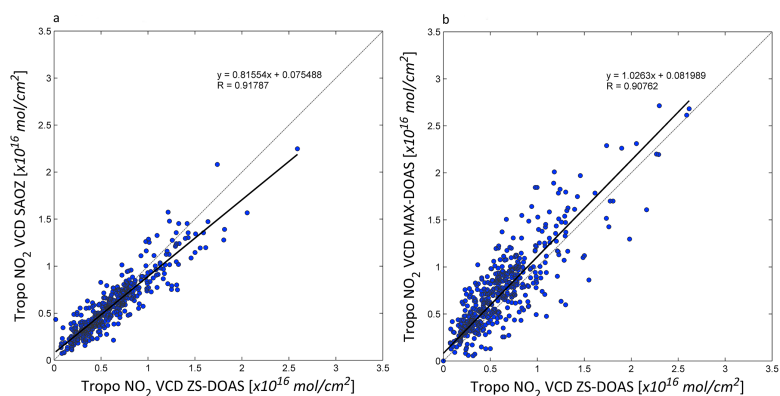 a
Tropo NO2 VCD SAOZ [x10^16 mol/cm^2]
3.5
3
2.5
2
1.5
1
0.5
0
y = 0.81554x + 0.075488
R = 0.91787
0 0.5 1 1.5 2 2.5 3 3.5
Tropo NO2 VCD ZS-DOAS [x10^16 mol/cm^2]
b
Tropo NO2 VCD MAX-DOAS [x10^16 mol/cm^2]
3.5
3
2.5
2
1.5
1
0.5
0
y = 1.0263x + 0.081989
R = 0.90762
0 0.5 1 1.5 2 2.5 3 3.5
Tropo NO2 VCD ZS-DOAS [x10^16 mol/cm^2]